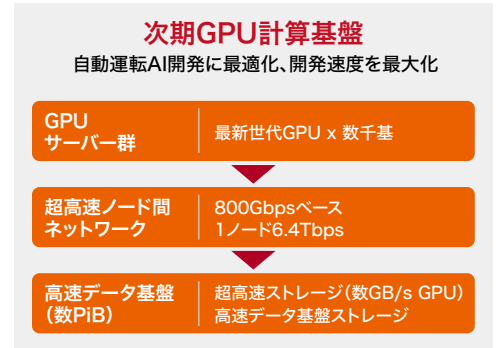 次期GPU計算基盤
自動運転AI開発に最適化、開発速度を最大化
GPU
サーバー群
最新世代GPU x 数千基
超高速ノード間
ネットワーク
800Gbpsベース
1ノード6.4Tbps
高速データ基盤
（数PiB）
超高速ストレージ（数GB/s GPU）
高速データ基盤ストレージ